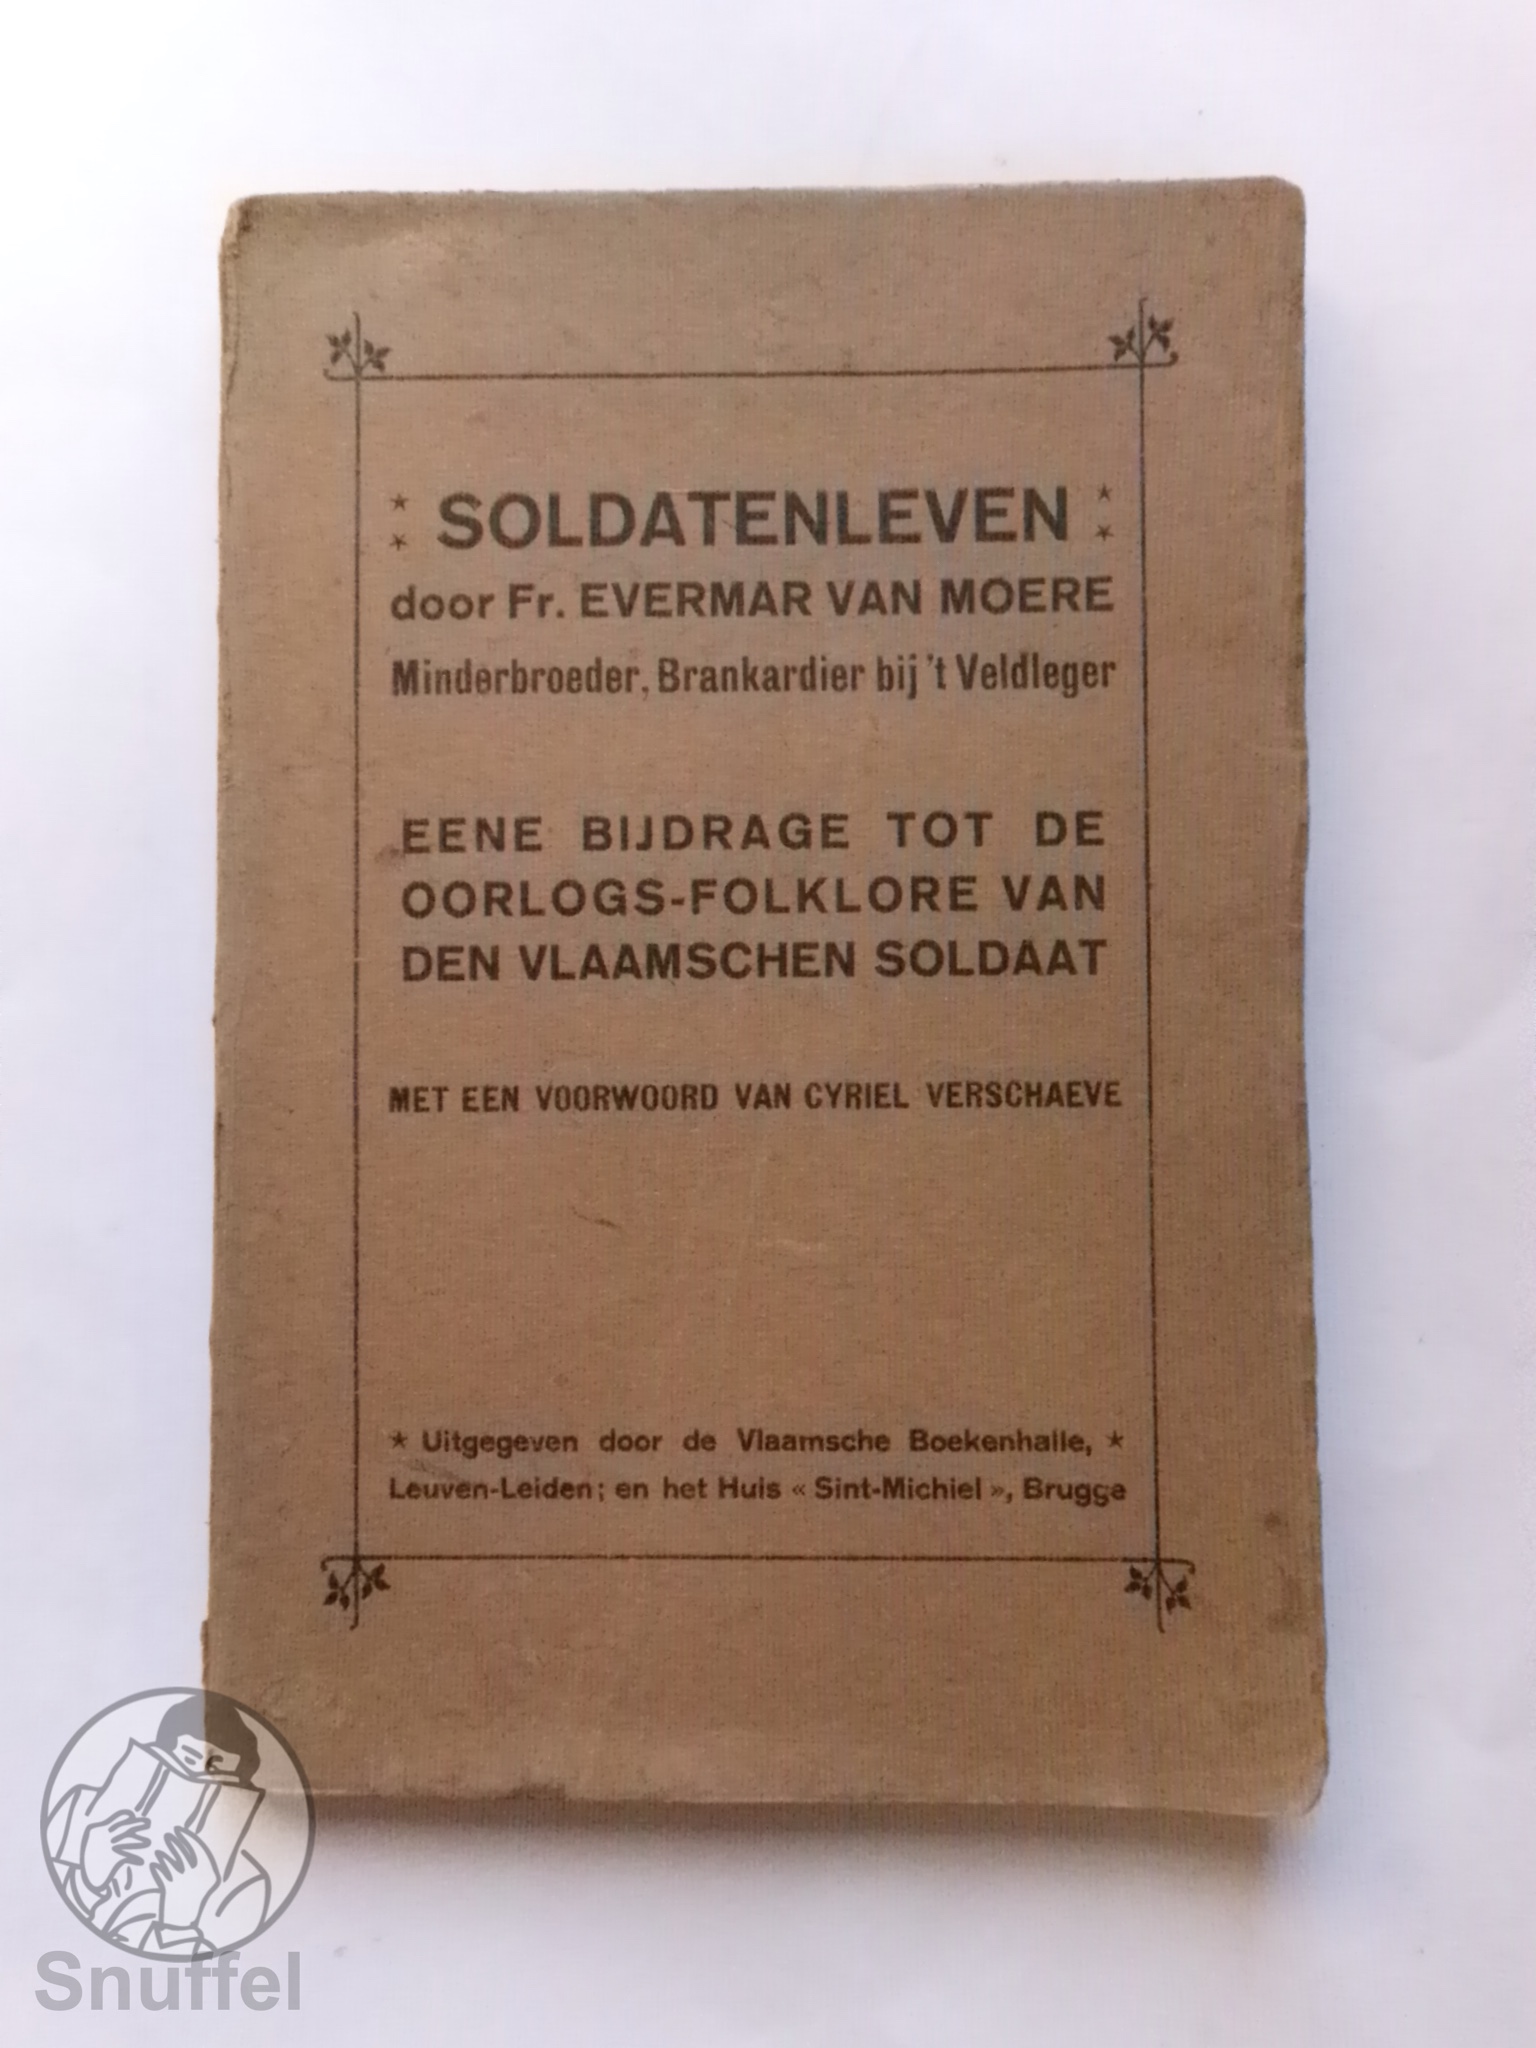 SOLDATENLEVEN
door Fr. EVERMAR VAN MOERE
Minderbroeder, Brankardier bij 't Veldleger
EENE BIJDRAGE TOT DE
OORLOGS-FOLKLORE VAN
DEN VLAAMSCHEN SOLDAAT
MET EEN VOORWOORD VAN CYRIEL VERSCHAEVE
* Uitgegeven door de Vlaamsche Boekenhalle, *
Leuven-Leiden; en het Huis « Sint-Michiel », Brugge
Snuffel